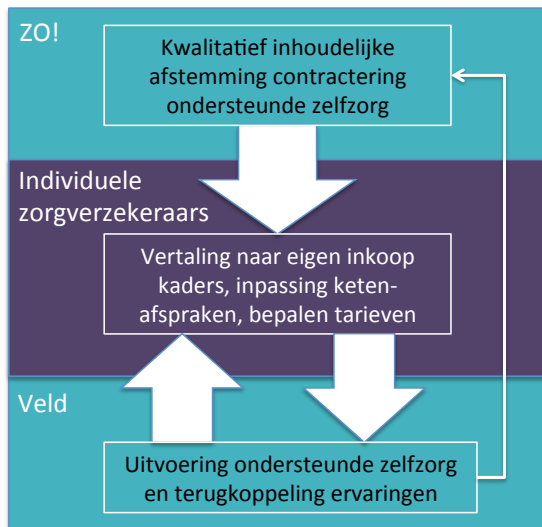 ZO!
Kwalitatief inhoudelijke
afstemming contractering
ondersteunde zelfzorg
Individuele
zorgverzekeraars
Vertaling naar eigen inkoop
kaders, inpassing keten-
afspraken, bepalen tarieven
Veld
Uitvoering ondersteunde zelfzorg
en terugkoppeling ervaringen